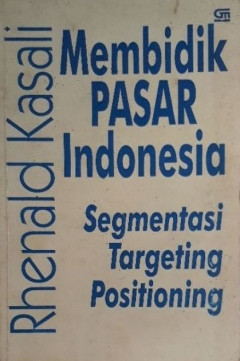 Rhenald Kasali
Membidik
PASAR
Indonesia
Segmentasi
Targeting
Positioning